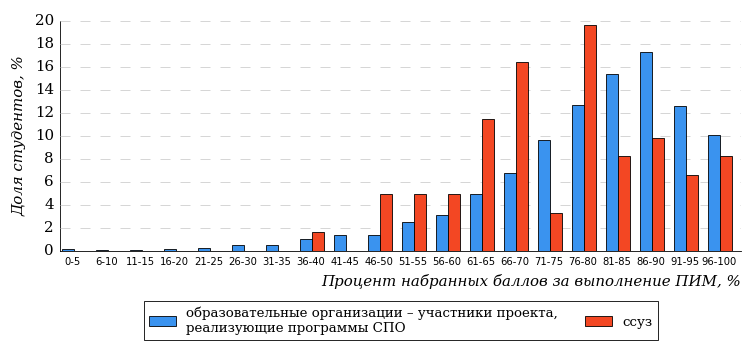 20
18
16
14
12
10
8
6
4
2
0
Доля студентов, %
0-5 6-10 11-15 16-20 21-25 26-30 31-35 36-40 41-45 46-50 51-55 56-60 61-65 66-70 71-75 76-80 81-85 86-90 91-95 96-100
Процент набранных баллов за выполнение ПИМ, %
образовательные организации – участники проекта,
реализующие программы СПО
ссуз